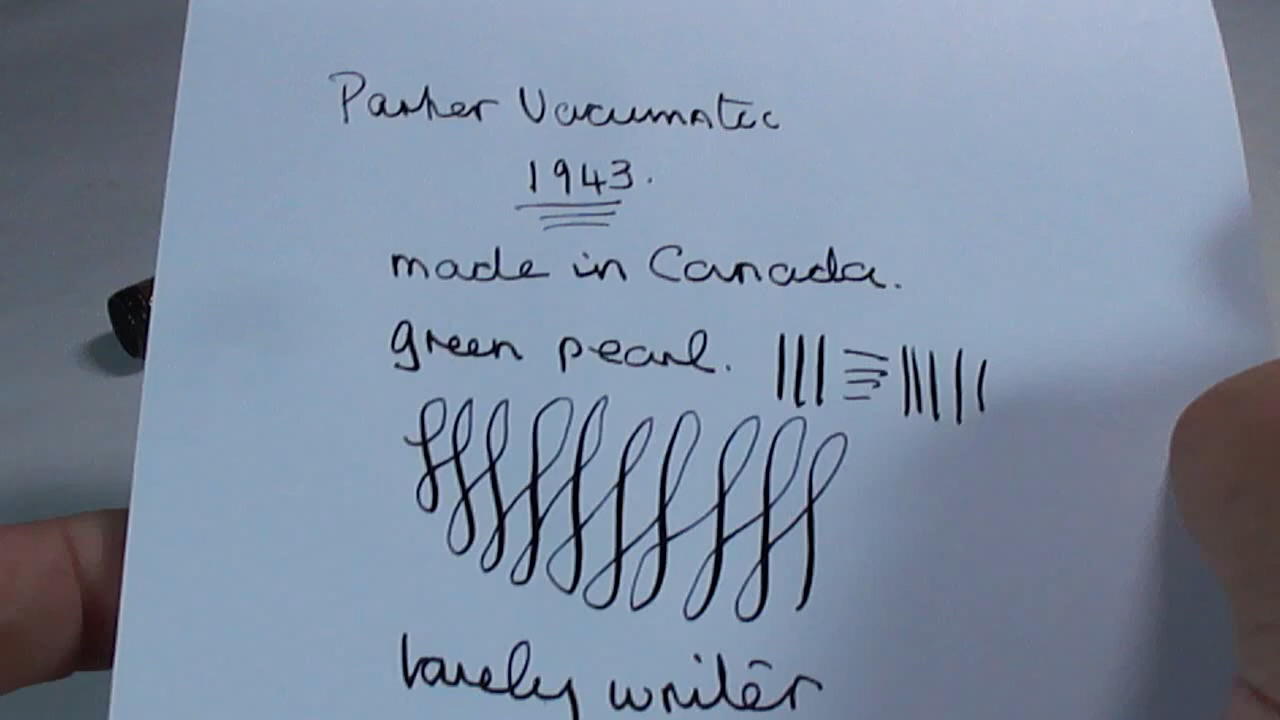 Parker Vacumatic
1943.
made in Canada.
green pearl.
lovely writer